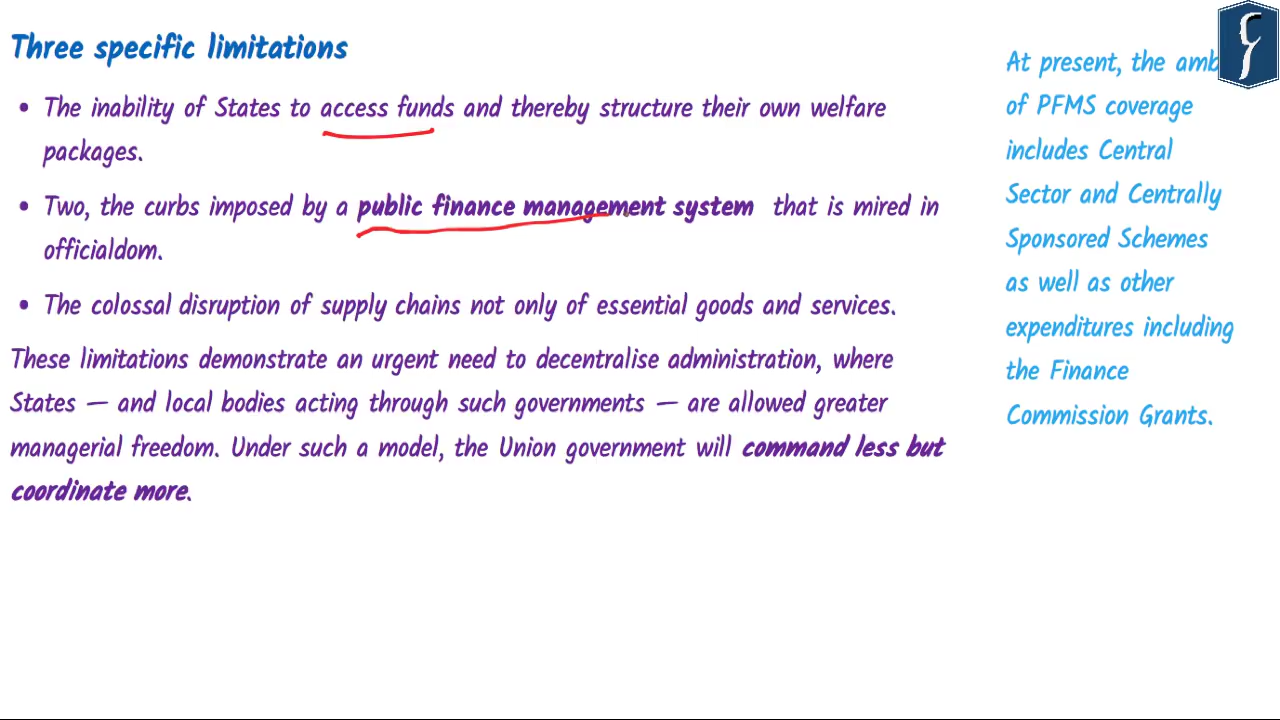 Three specific limitations
• The inability of States to access funds and thereby structure their own welfare
packages.
• Two, the curbs imposed by a public finance management system that is mired in
officialdom.
• The colossal disruption of supply chains not only of essential goods and services.
These limitations demonstrate an urgent need to decentralise administration, where
States — and local bodies acting through such governments — are allowed greater
managerial freedom. Under such a model, the Union government will command less but
coordinate more.
At present, the
of PFMS coverage
includes Central
Sector and Centrally
Sponsored Schemes
as well as other
expenditures including
the Finance
Commission Grants.